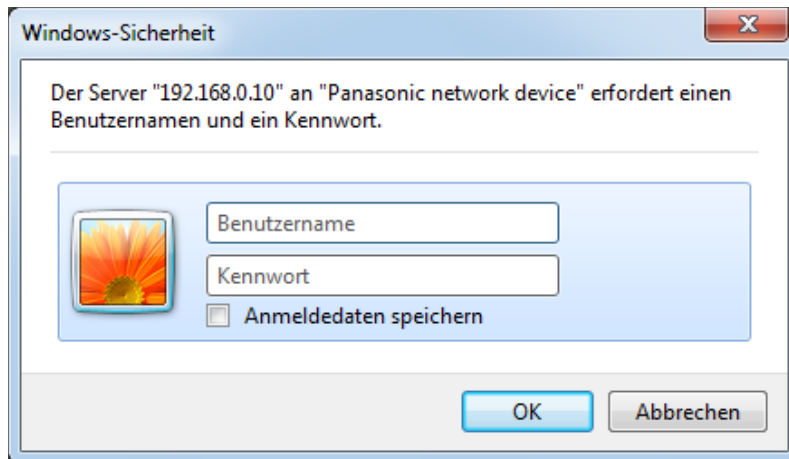 Windows-Sicherheit
Der Server "192.168.0.10" an "Panasonic network device" erfordert einen
Benutzernamen und ein Kennwort.
Benutzername
Kennwort
Anmeldedaten speichern
OK
Abbrechen